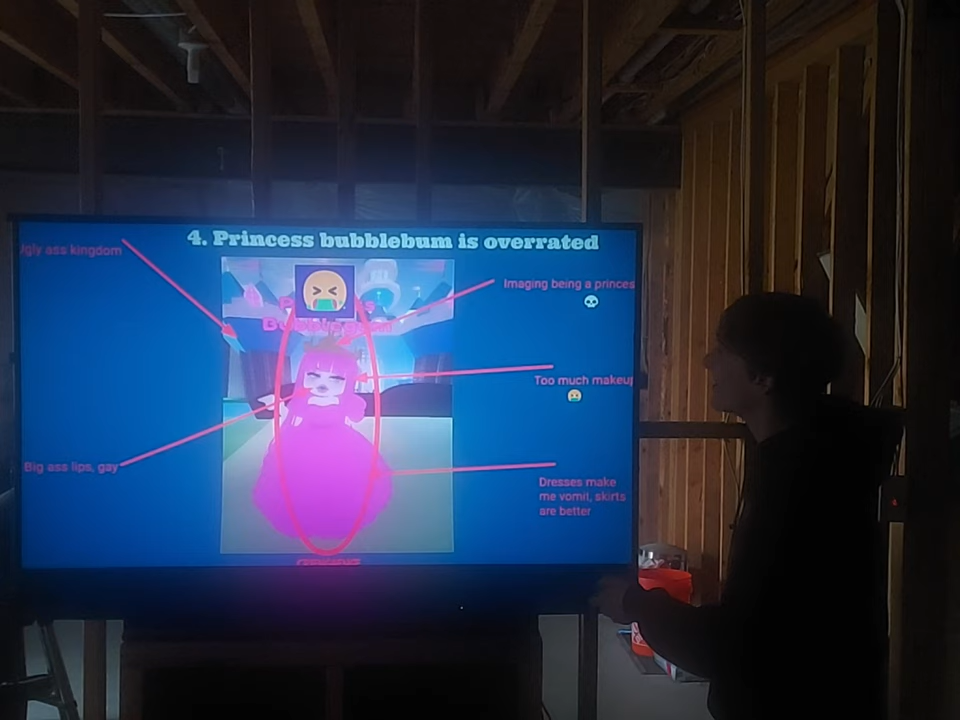 4. Princess bubblebum is overrated
Ugly ass kingdom
Imaging being a princes
Too much makeup
Big ass lips, gay
Dresses make
me vomit, skirts
are better